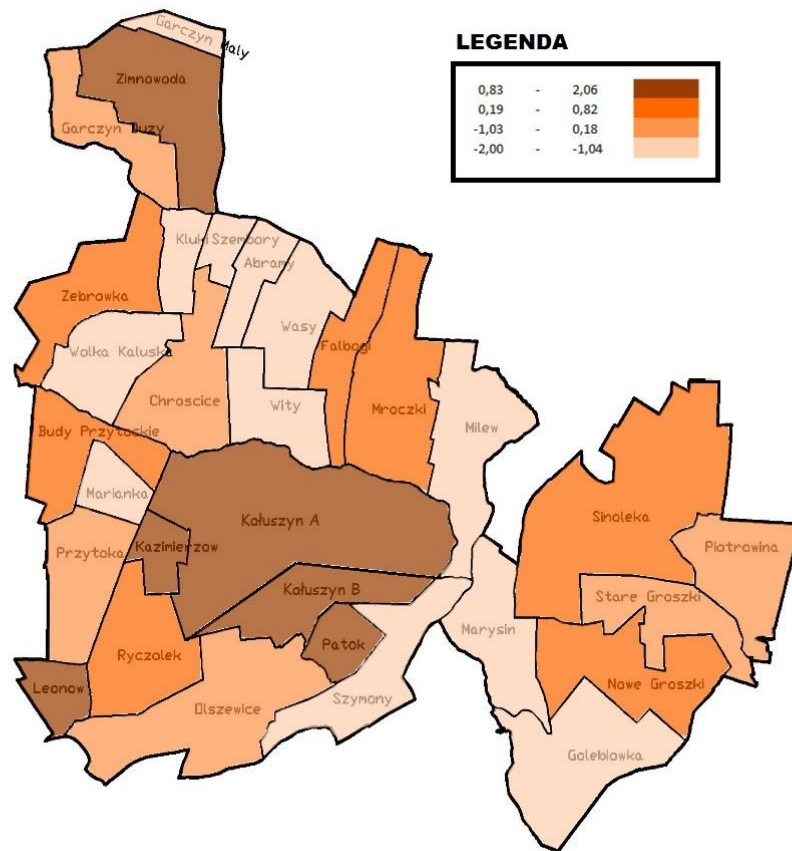 Garczyn Maly
LEGENDA
Zimnowoda
0,83 - 2,06
0,19 - 0,82
-1,03 - 0,18
-2,00 - -1,04
Garczyn Duzy
Kluki Szembory
Abramy
Zebrowka
Wasy
Falbogi
Wolka Kaluska
Chroscice
Wity
Mroczki
Milew
Budy Przytockie
Marianka
Kałuszyn A
Sinoleka
Kazimierzow
Przytoka
Piotrowina
Kałuszyn B
Stare Groszki
Marysin
Patok
Ryczolek
Leonow
Nowe Groszki
Szymony
Olszewice
Golebiowka